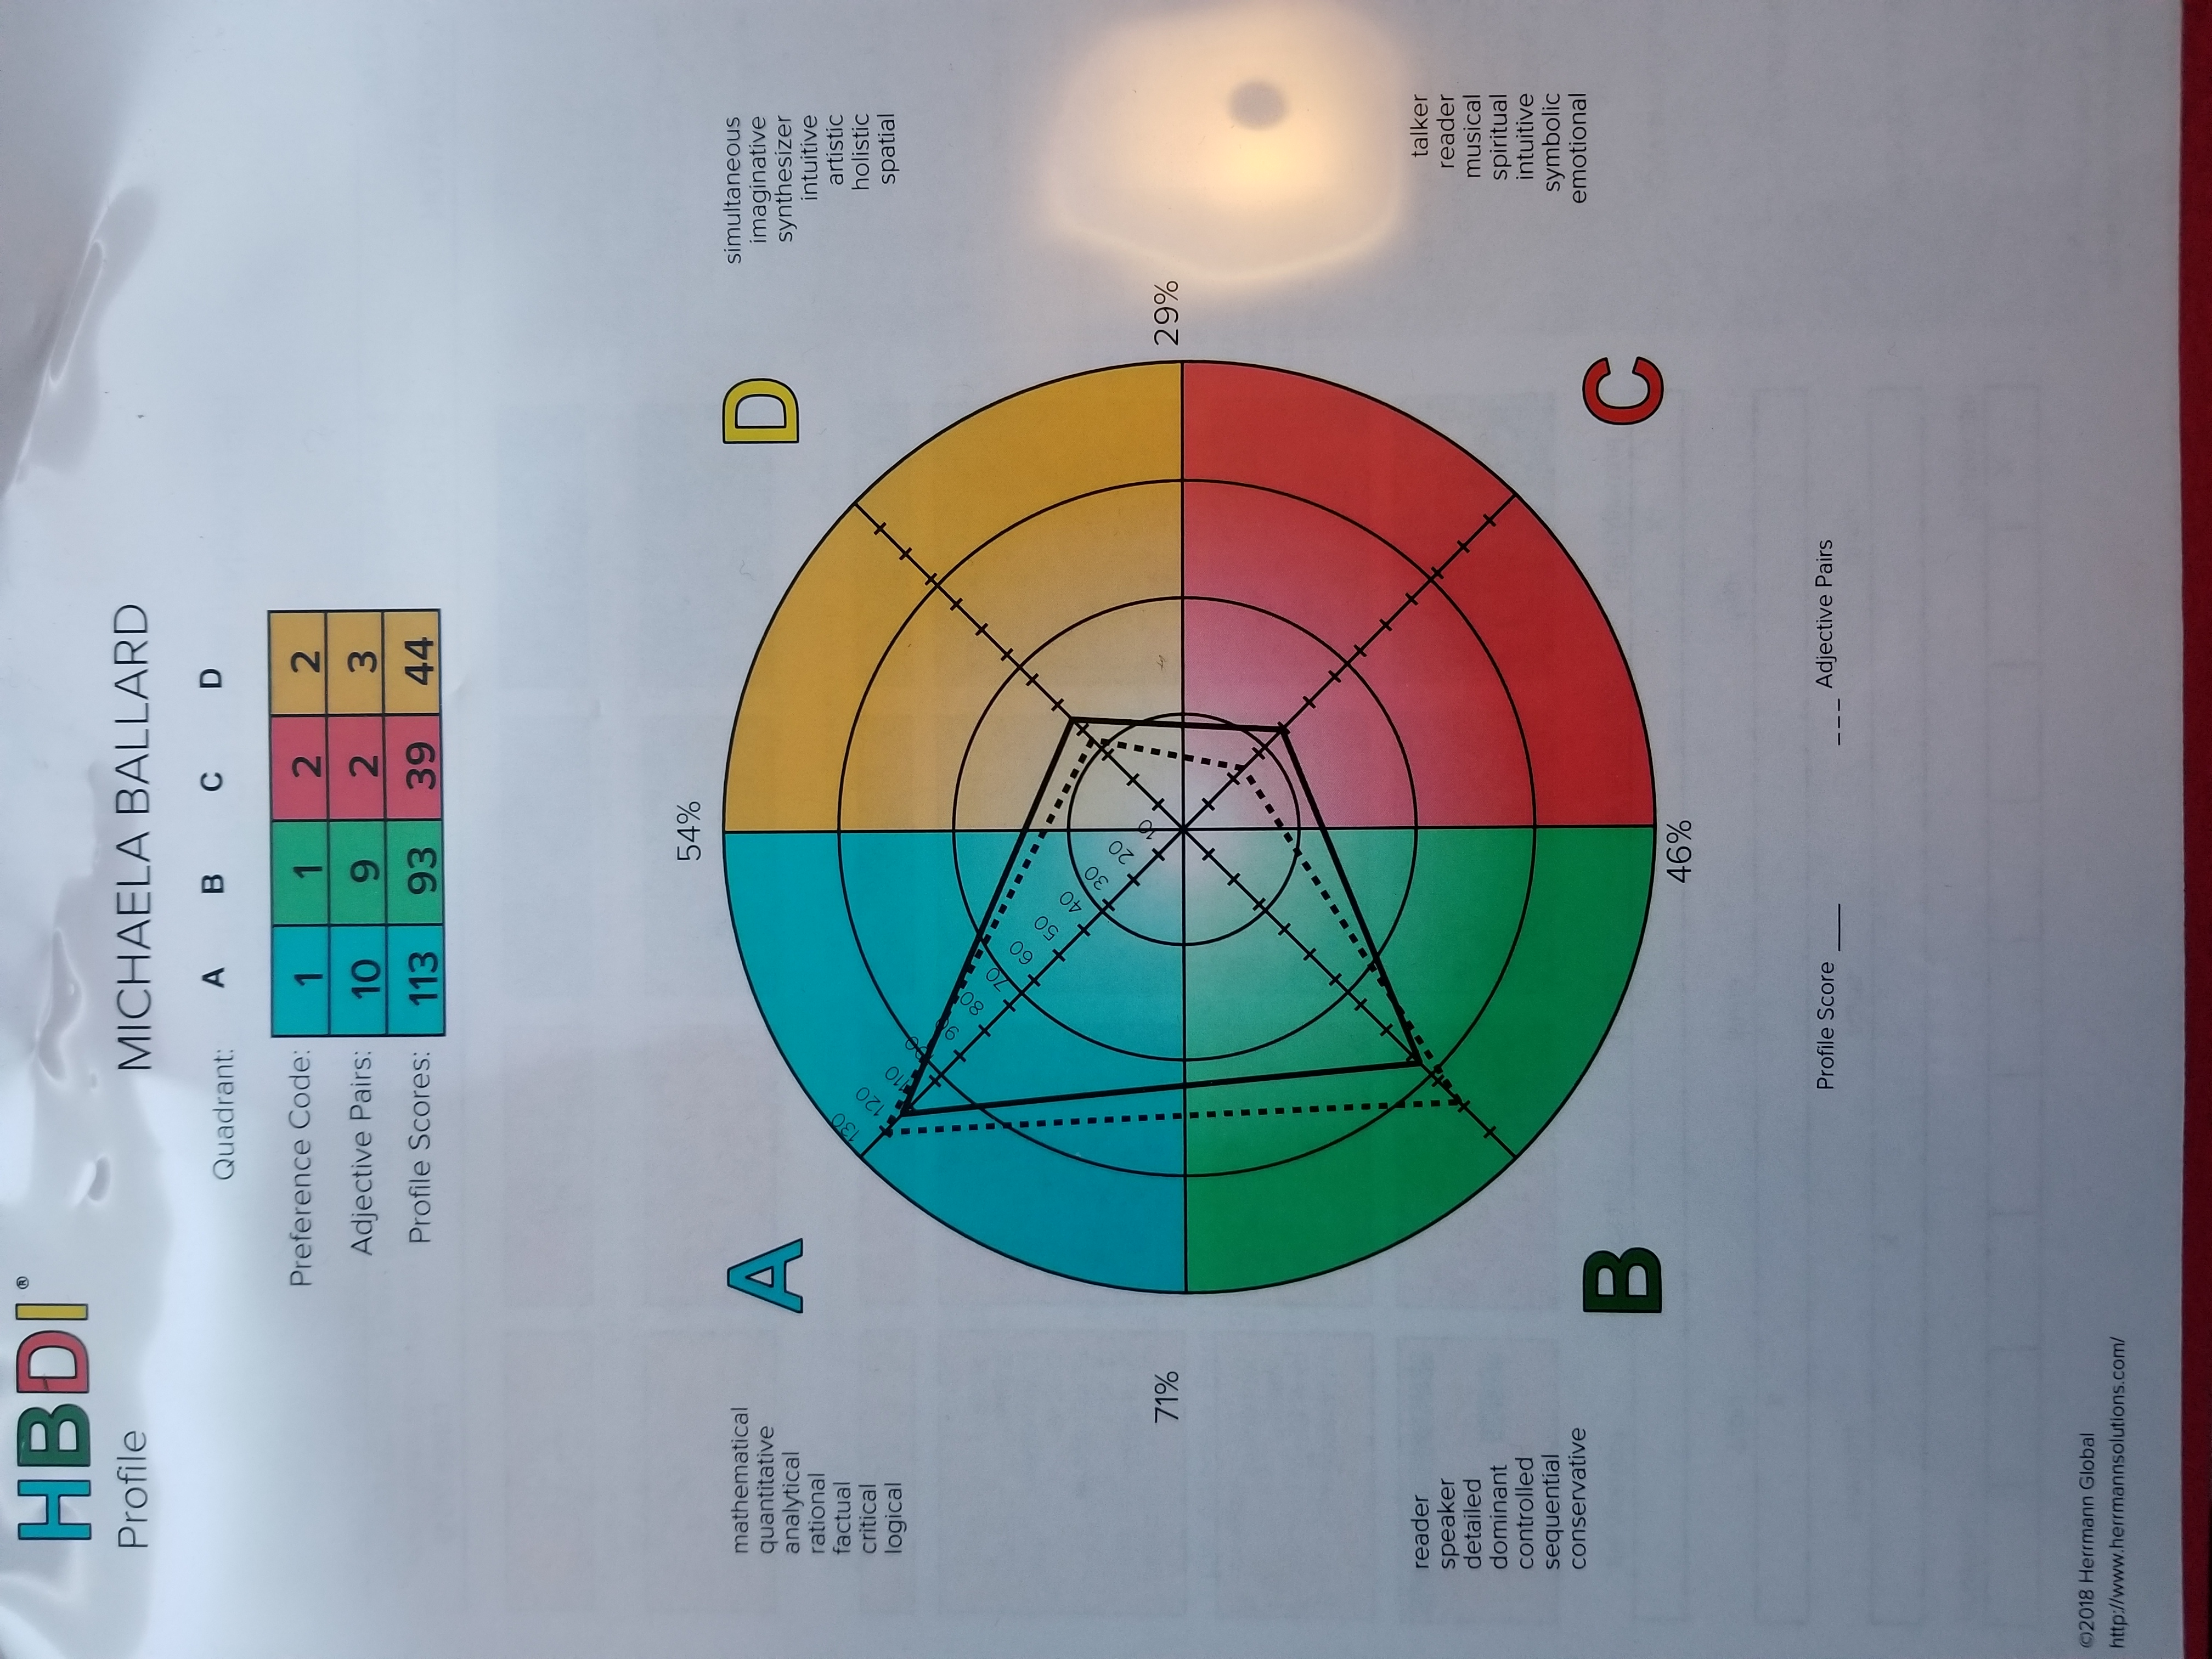 HBDI®
Profile
MICHAELA BALLARD
Quadrant: A B C D
Preference Code: 1 1 2 2
Adjective Pairs: 10 9 2 3
Profile Scores: 113 93 39 44
54%
A
mathematical
quantitative
analytical
rational
factual
critical
logical
D
simultaneous
imaginative
synthesizer
intuitive
artistic
holistic
spatial
130
120
110
90
80
70
60
50
40
30
20
10
71%
29%
reader
speaker
detailed
dominant
controlled
sequential
conservative
B
talker
reader
musical
spiritual
intuitive
symbolic
emotional
C
46%
Profile Score ___ --- Adjective Pairs
©2018 Herrmann Global
http://www.herrmannsolutions.com/